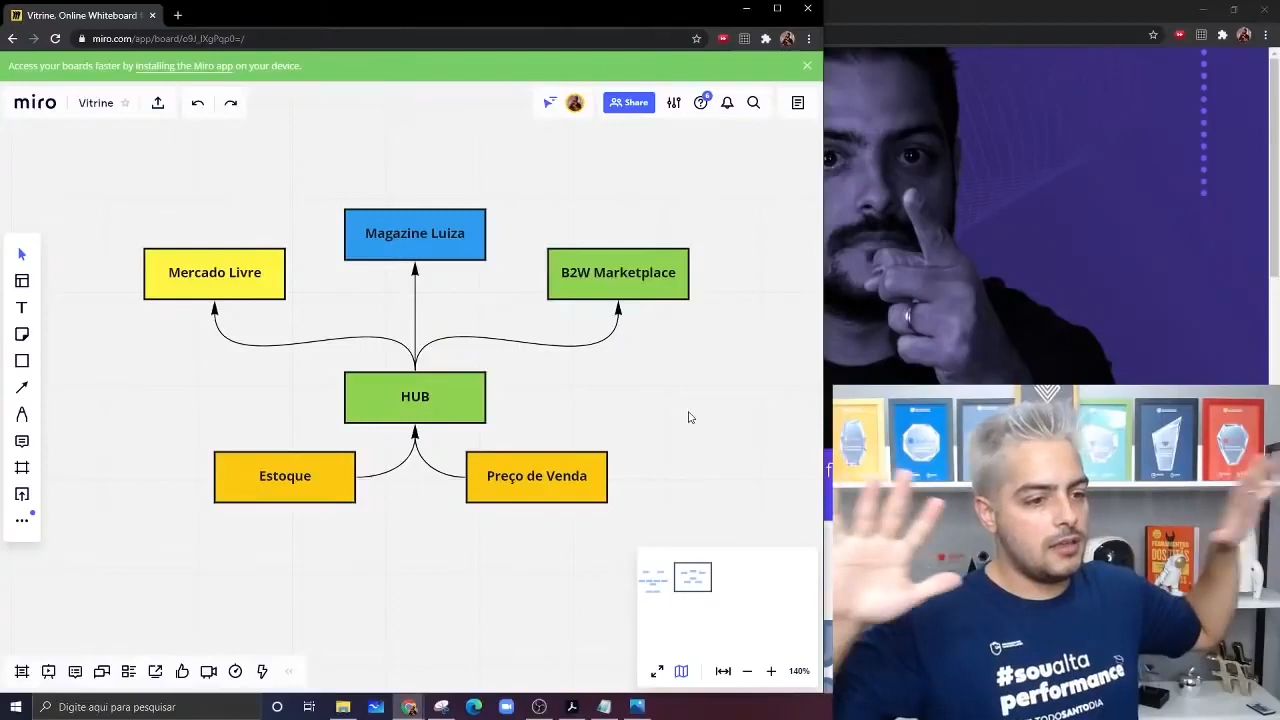 Vitrine, Online Whiteboard
miro.com/app/board/o9J_lXgPqp0=/
Access your boards faster by installing the Miro app on your device.
miro
Vitrine
Share
6
Magazine Luiza
Mercado Livre
B2W Marketplace
HUB
Estoque
Preço de Venda
140%
Digite aqui para pesquisar
#soualta
performance
TODOSANTODIA